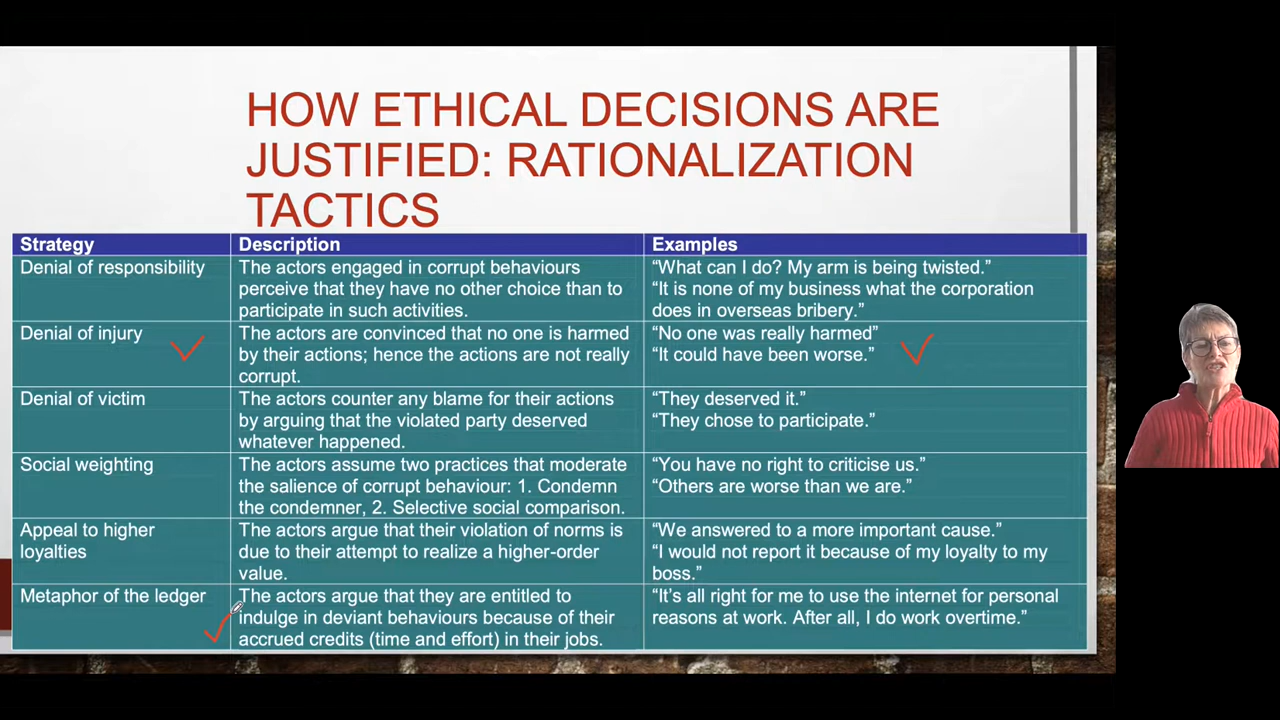 HOW ETHICAL DECISIONS ARE
JUSTIFIED: RATIONALIZATION
TACTICS
Strategy
Description
Examples
Denial of responsibility
The actors engaged in corrupt behaviours
perceive that they have no other choice than to
participate in such activities.
“What can I do? My arm is being twisted.”
“It is none of my business what the corporation
does in overseas bribery.”
Denial of injury
The actors are convinced that no one is harmed
by their actions; hence the actions are not really
corrupt.
“No one was really harmed”
“It could have been worse.”
Denial of victim
The actors counter any blame for their actions
by arguing that the violated party deserved
whatever happened.
“They deserved it.”
“They chose to participate.”
Social weighting
The actors assume two practices that moderate
the salience of corrupt behaviour: 1. Condemn
the condemner, 2. Selective social comparison.
“You have no right to criticise us.”
“Others are worse than we are.”
Appeal to higher
loyalties
The actors argue that their violation of norms is
due to their attempt to realize a higher-order
value.
“We answered to a more important cause.”
“I would not report it because of my loyalty to my
boss.”
Metaphor of the ledger
The actors argue that they are entitled to
indulge in deviant behaviours because of their
accrued credits (time and effort) in their jobs.
“It’s all right for me to use the internet for personal
reasons at work. After all, I do work overtime.”